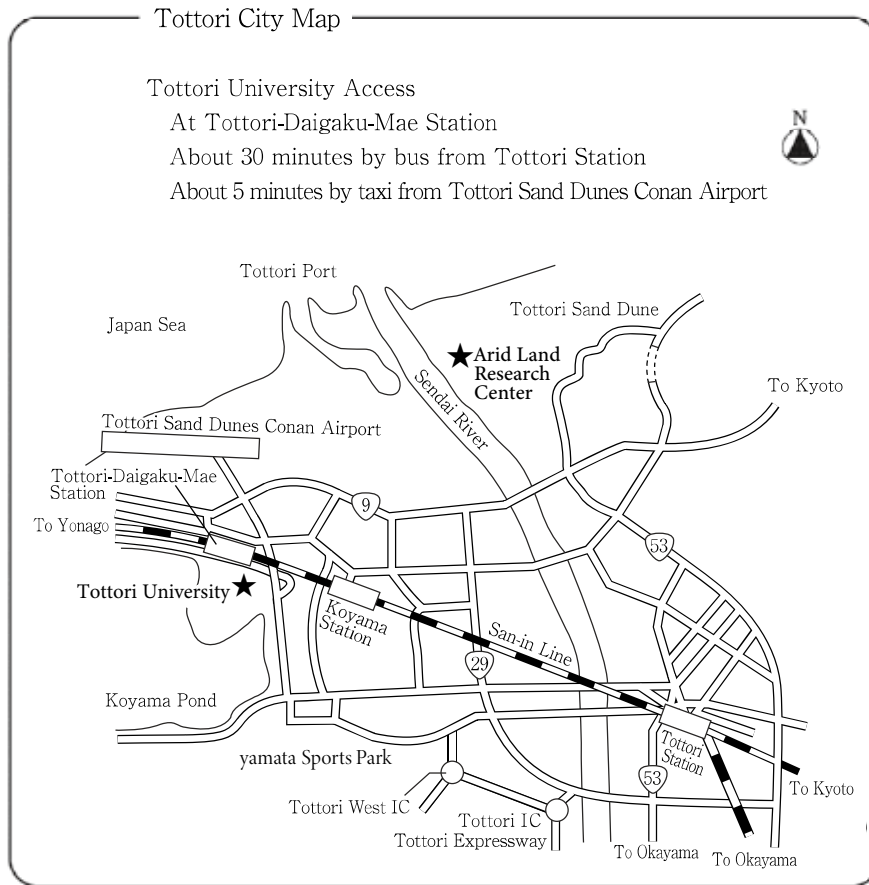 Tottori City Map
Tottori University Access
At Tottori-Daigaku-Mae Station
About 30 minutes by bus from Tottori Station
About 5 minutes by taxi from Tottori Sand Dunes Conan Airport
N
Tottori Port
Tottori Sand Dune
Japan Sea
Arid Land
Research
Center
Sendai River
To Kyoto
Tottori Sand Dunes Conan Airport
Tottori-Daigaku-Mae
Station
9
To Yonago
53
Tottori University
Koyama
Station
San-in Line
29
Koyama Pond
Tottori
Station
yamata Sports Park
53
To Kyoto
Tottori West IC
Tottori IC
Tottori Expressway
To Okayama
To Okayama